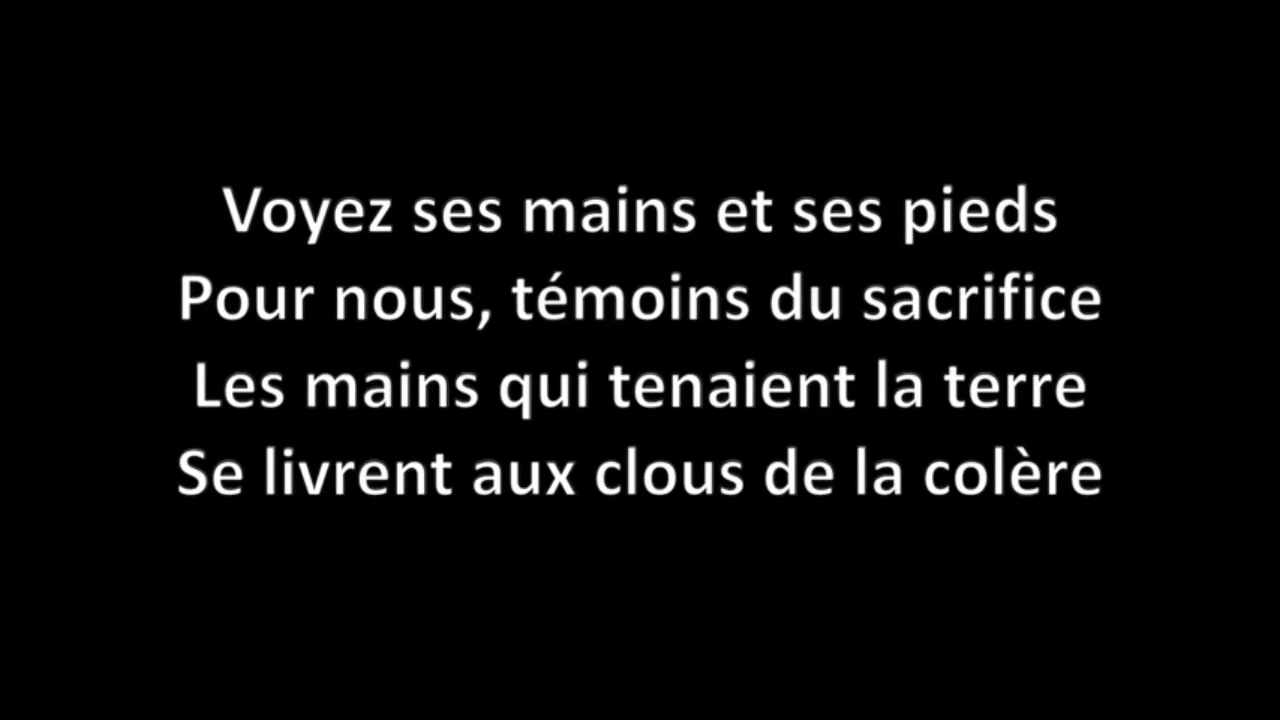 Voyez ses mains et ses pieds
Pour nous, témoins du sacrifice
Les mains qui tenaient la terre
Se livrent aux clous de la colère